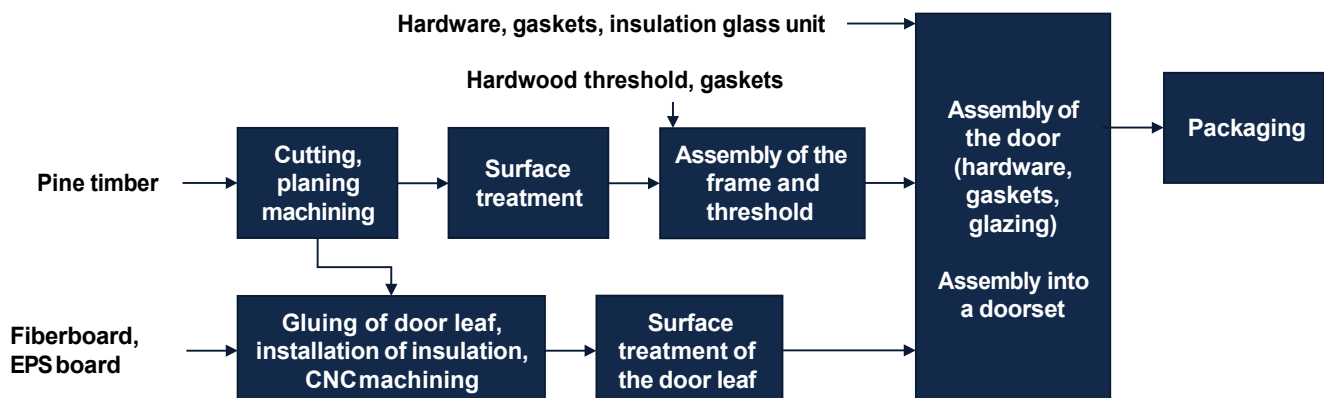 Hardware, gaskets, insulation glass unit
Hardwood threshold, gaskets
Pine timber
Cutting,
planing
machining
Surface
treatment
Assembly of the
frame and
threshold
Assembly of
the door
(hardware,
gaskets,
glazing)
Assembly into
a doorset
Packaging
Fiberboard,
EPS board
Gluing of door leaf,
installation of insulation,
CNC machining
Surface
treatment of
the door leaf